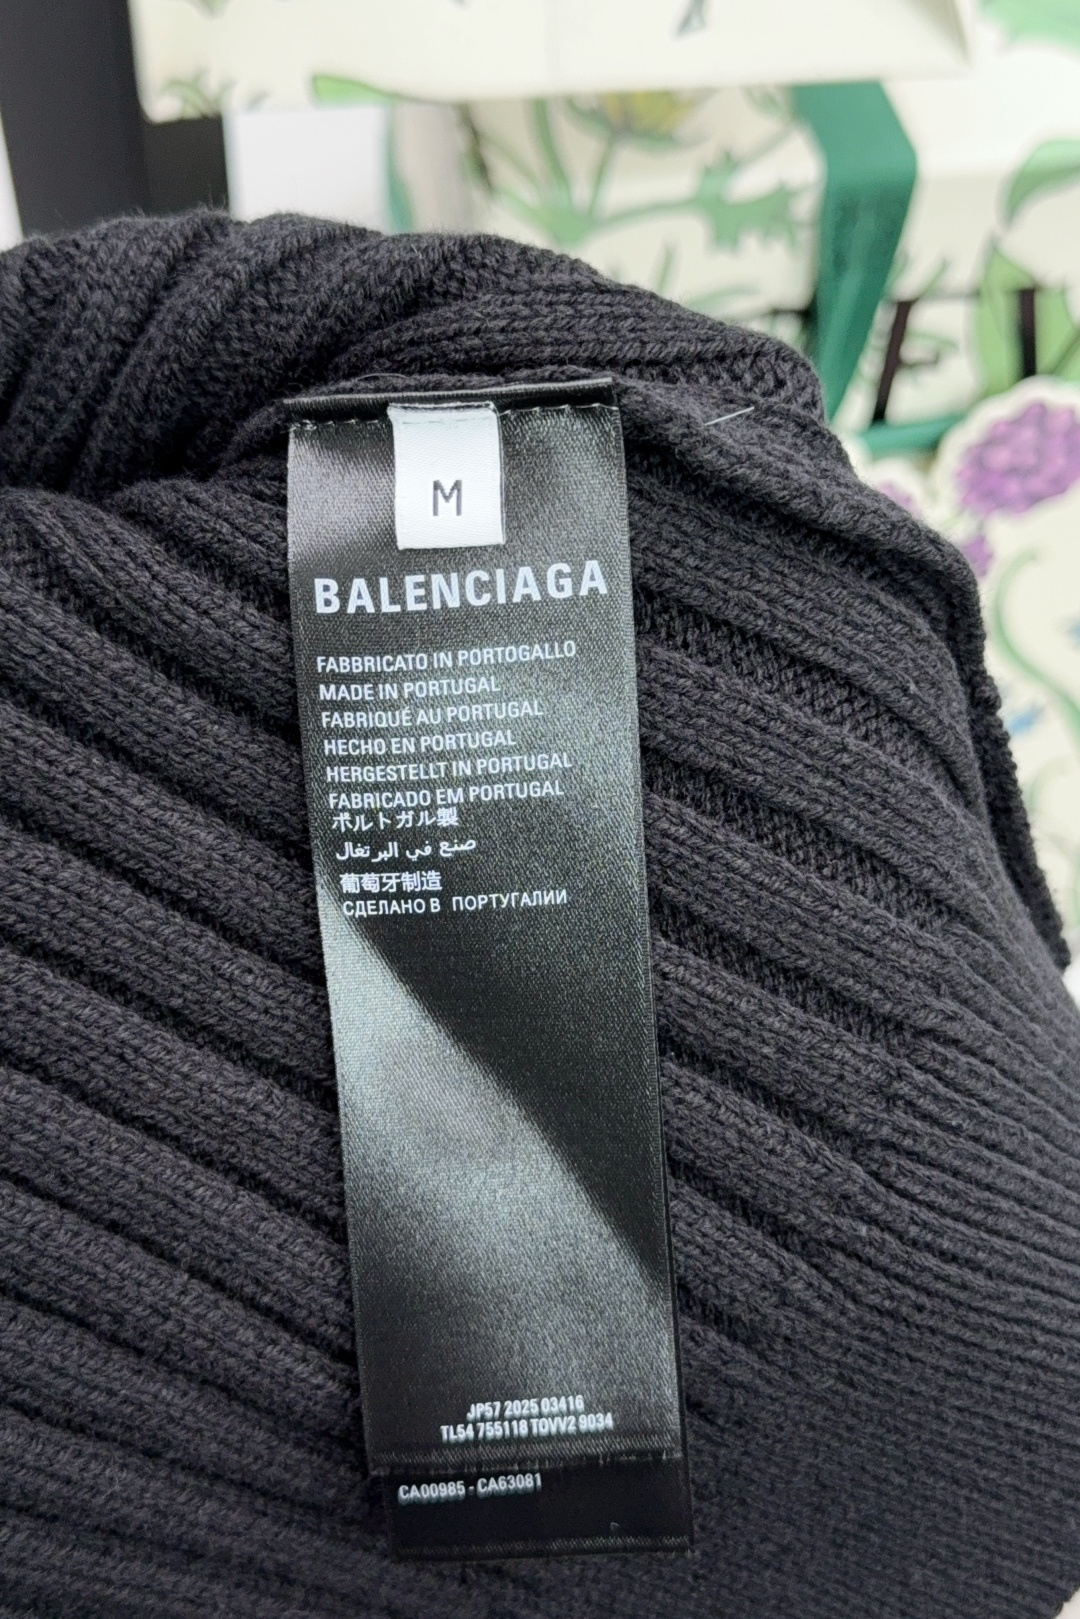 M
BALENCIAGA
FABBRICATO IN PORTOGALLO
MADE IN PORTUGAL
FABRIQUÉ AU PORTUGAL
HECHO EN PORTUGAL
HERGESTELLT IN PORTUGAL
FABRICADO EM PORTUGAL
ポルトガル製
صنع في البرتغال
葡萄牙制造
СДЕЛАНО В ПОРТУГАЛИИ
JP57 2025 03416
TL54 755118 TOVV2 9034
CA00985 - CA63081